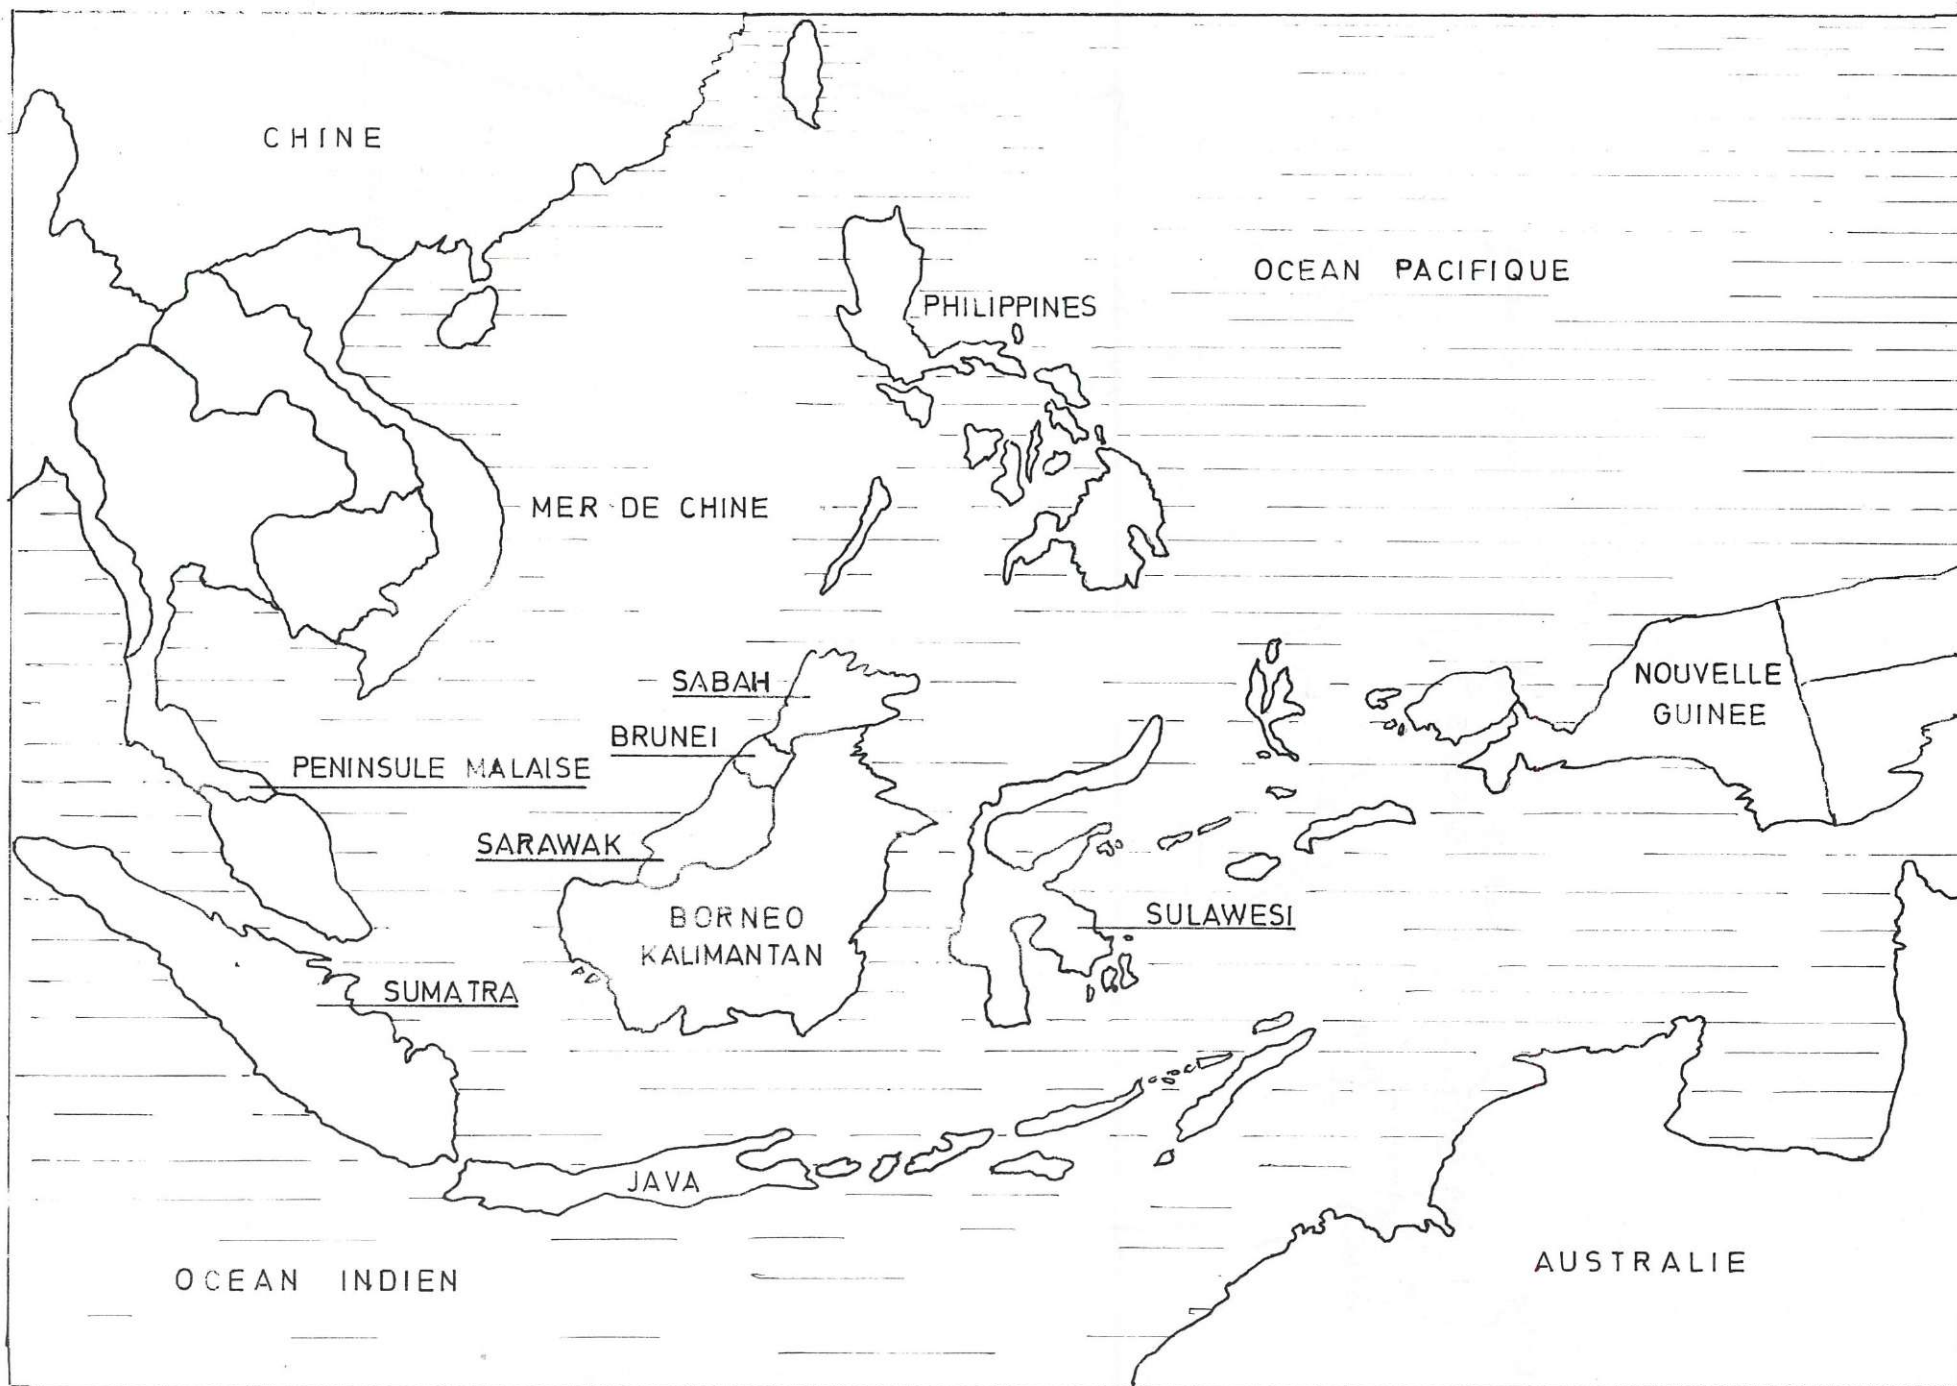 CHINE
OCEAN PACIFIQUE
PHILIPPINES
MER DE CHINE
SABAH
NOUVELLE
GUINEE
BRUNEI
PENINSULE MALAISE
SARAWAK
BORNEO
KALIMANTAN
SULAWESI
SUMATRA
JAVA
OCEAN INDIEN
AUSTRALIE